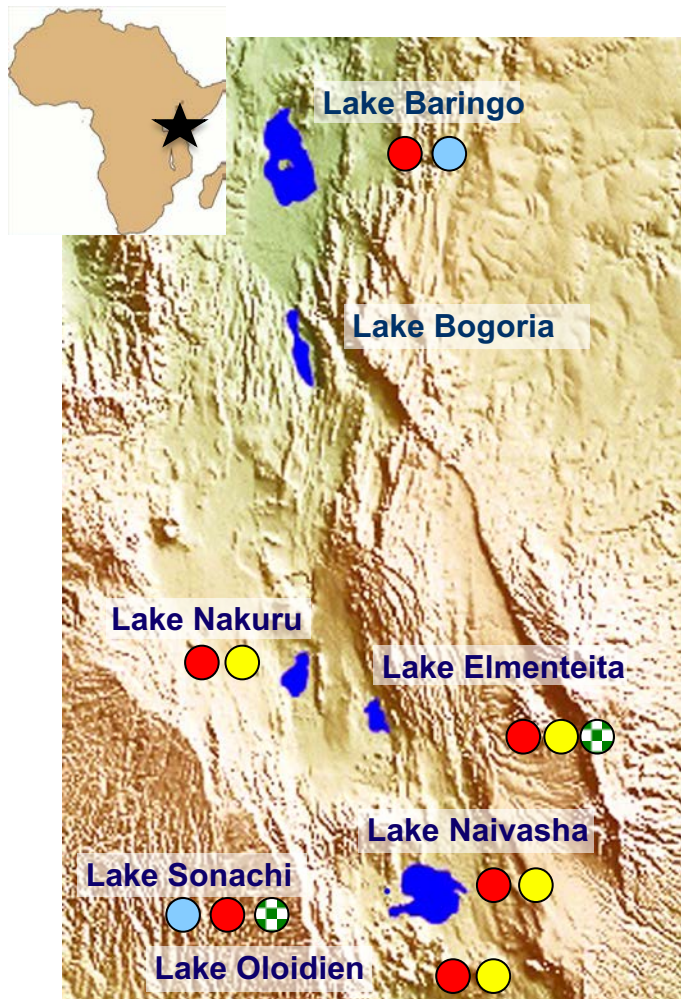 Lake Baringo
Lake Bogoria
Lake Nakuru
Lake Elmenteita
Lake Naivasha
Lake Sonachi
Lake Oloidien